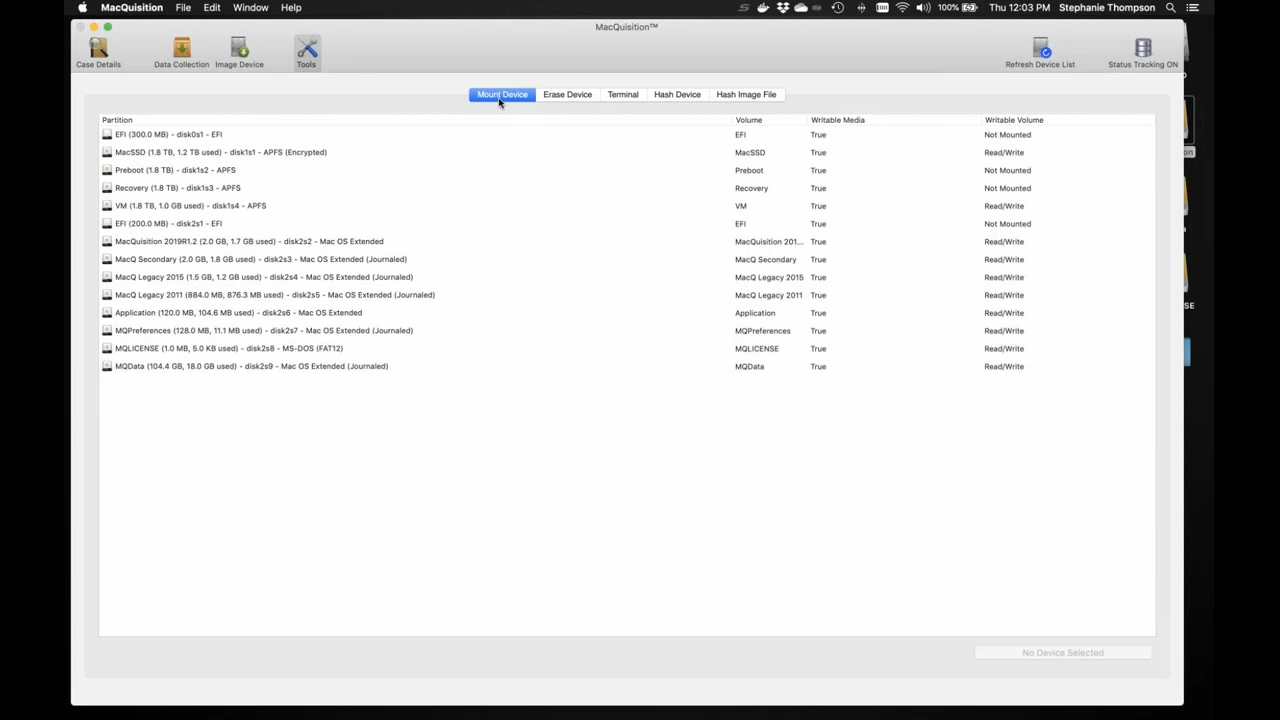 MacQuisition File Edit Window Help 100% Thu 12:03 PM Stephanie Thompson
MacQuisition™
Case Details Data Collection Image Device Tools Refresh Device List Status Tracking ON
Mount Device Erase Device Terminal Hash Device Hash Image File
Partition Volume Writable Media Writable Volume
EFI (300.0 MB) - disk0s1 - EFI EFI True Not Mounted
MacSSD (1.8 TB, 1.2 TB used) - disk1s1 - APFS (Encrypted) MacSSD True Read/Write
Preboot (1.8 TB) - disk1s2 - APFS Preboot True Not Mounted
Recovery (1.8 TB) - disk1s3 - APFS Recovery True Not Mounted
VM (1.8 TB, 1.0 GB used) - disk1s4 - APFS VM True Read/Write
EFI (200.0 MB) - disk2s1 - EFI EFI True Not Mounted
MacQuisition 2019R1.2 (2.0 GB, 1.7 GB used) - disk2s2 - Mac OS Extended MacQuisition 201... True Read/Write
MacQ Secondary (2.0 GB, 1.8 GB used) - disk2s3 - Mac OS Extended (Journaled) MacQ Secondary True Read/Write
MacQ Legacy 2015 (1.5 GB, 1.2 GB used) - disk2s4 - Mac OS Extended (Journaled) MacQ Legacy 2015 True Read/Write
MacQ Legacy 2011 (884.0 MB, 876.3 MB used) - disk2s5 - Mac OS Extended (Journaled) MacQ Legacy 2011 True Read/Write
Application (120.0 MB, 104.6 MB used) - disk2s6 - Mac OS Extended Application True Read/Write
MQPreferences (128.0 MB, 11.1 MB used) - disk2s7 - Mac OS Extended (Journaled) MQPreferences True Read/Write
MQLICENSE (1.0 MB, 5.0 KB used) - disk2s8 - MS-DOS (FAT12) MQLICENSE True Read/Write
MQData (104.4 GB, 18.0 GB used) - disk2s9 - Mac OS Extended (Journaled) MQData True Read/Write
No Device Selected